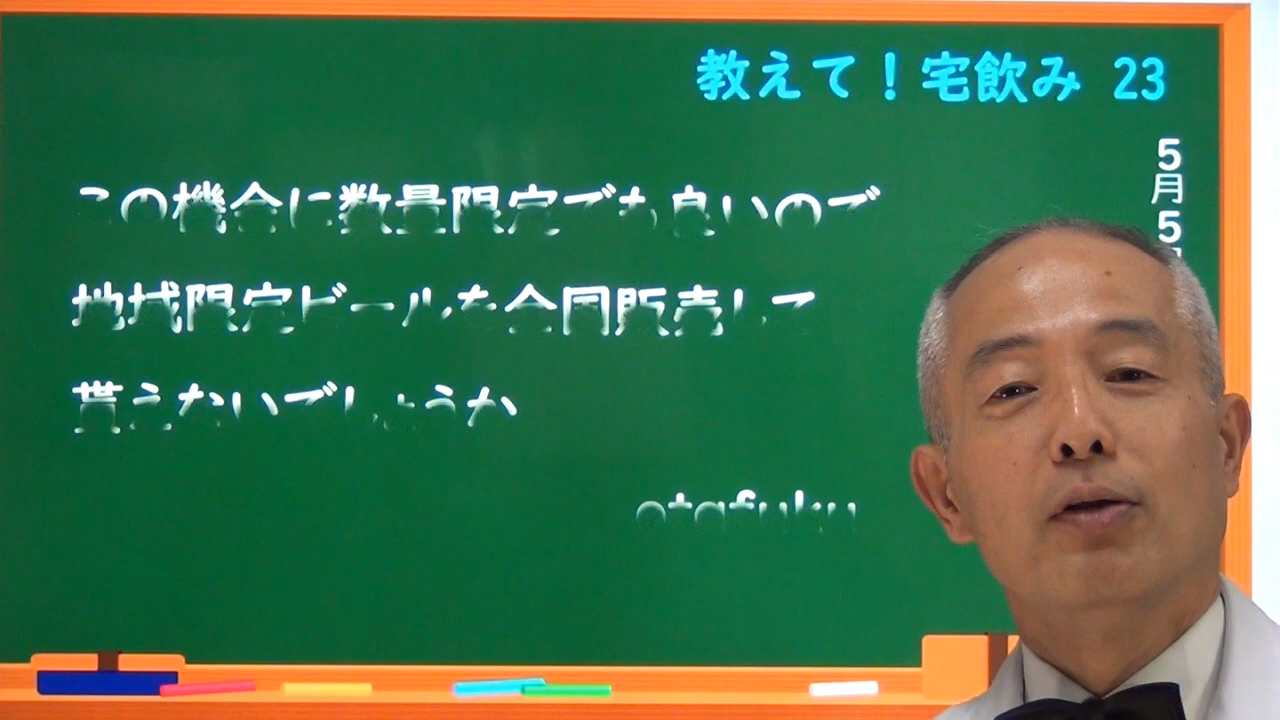 教えて！宅飲み 23
5月5
この機会に数量限定でも良いので
地域限定ビールを全国販売して
貰えないでしょうか
otafuku